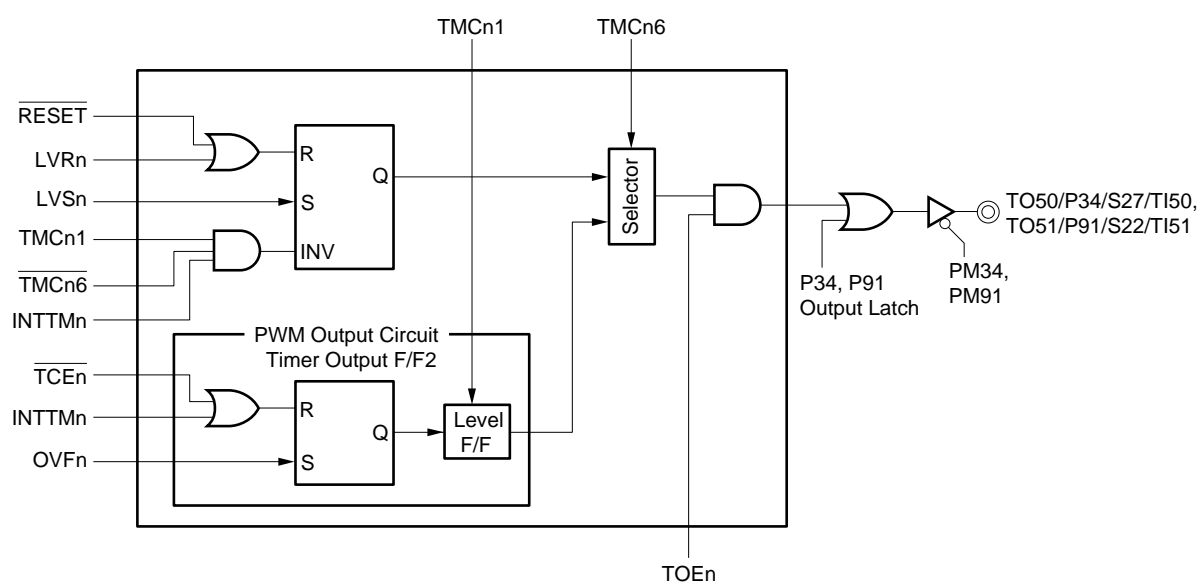 TMCn1
TMCn6
RESET
LVRn
LVSn
TMCn1
TMCn6
INTTMn
R
S
INV
Q
Selector
TO50/P34/S27/TI50,
TO51/P91/S22/TI51
P34, P91
Output Latch
PM34,
PM91
PWM Output Circuit
Timer Output F/F2
TCEn
INTTMn
OVFn
R
S
Q
Level
F/F
TOEn